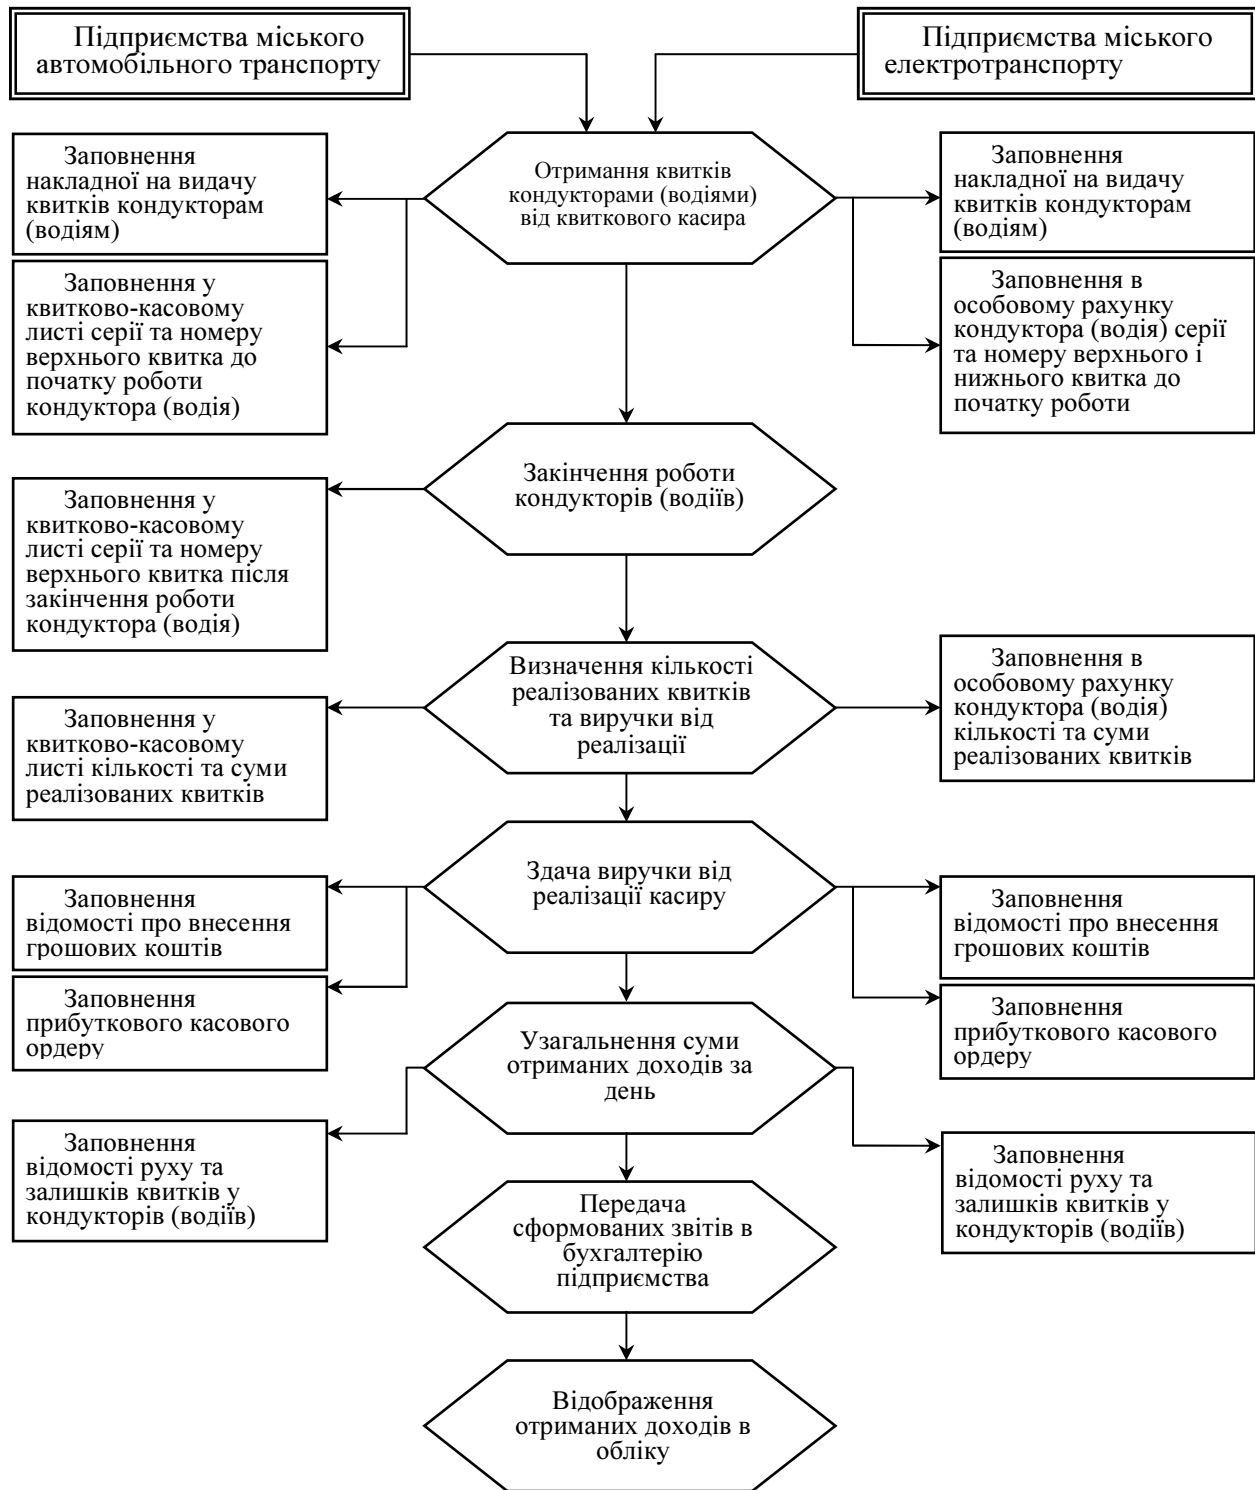 Підприємства міського
автомобільного транспорту
Підприємства міського
електротранспорту
Отримання квитків
кондукторами (водіями)
від квиткового касира
Заповнення
накладної на видачу
квитків кондукторам
(водіям)
Заповнення
накладної на видачу
квитків кондукторам
(водіям)
Заповнення у
квитково-касовому
листі серії та номеру
верхнього квитка до
початку роботи
кондуктора (водія)
Заповнення в
особовому рахунку
кондуктора (водія) серії
та номеру верхнього і
нижнього квитка до
початку роботи
Закінчення роботи
кондукторів (водіїв)
Заповнення у
квитково-касовому
листі серії та номеру
верхнього квитка після
закінчення роботи
кондуктора (водія)
Визначення кількості
реалізованих квитків
та виручки від
реалізації
Заповнення у
квитково-касовому
листі кількості та суми
реалізованих квитків
Заповнення в
особовому рахунку
кондуктора (водія)
кількості та суми
реалізованих квитків
Здача виручки від
реалізації касиру
Заповнення
відомості про внесення
грошових коштів
Заповнення
відомості про внесення
грошових коштів
Заповнення
прибуткового касового
ордеру
Заповнення
прибуткового касового
ордеру
Узагальнення суми
отриманих доходів за
день
Заповнення
відомості руху та
залишків квитків у
кондукторів (водіїв)
Заповнення
відомості руху та
залишків квитків у
кондукторів (водіїв)
Передача
сформованих звітів в
бухгалтерію
підприємства
Відображення
отриманих доходів в
обліку